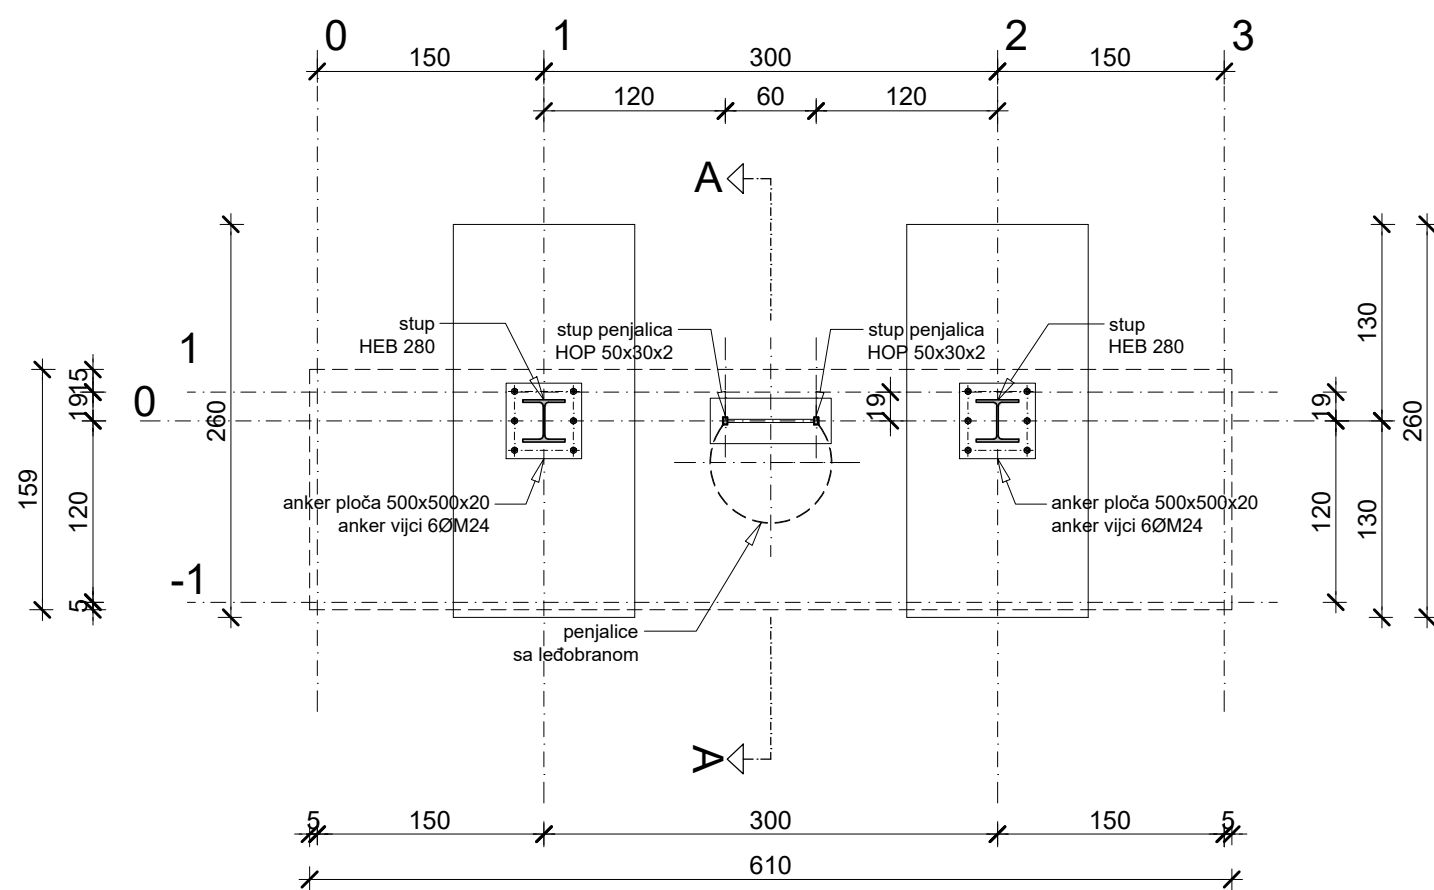 0
1
2
3
150
300
150
120
60
120
A
stup
HEB 280
stup penjalica
HOP 50x30x2
stup penjalica
HOP 50x30x2
stup
HEB 280
1
0
-1
15
19
120
5
159
260
19
19
120
130
130
260
anker ploča 500x500x20
anker vijci 6ØM24
anker ploča 500x500x20
anker vijci 6ØM24
penjalice
sa leđobranom
A
5
150
300
150
5
610